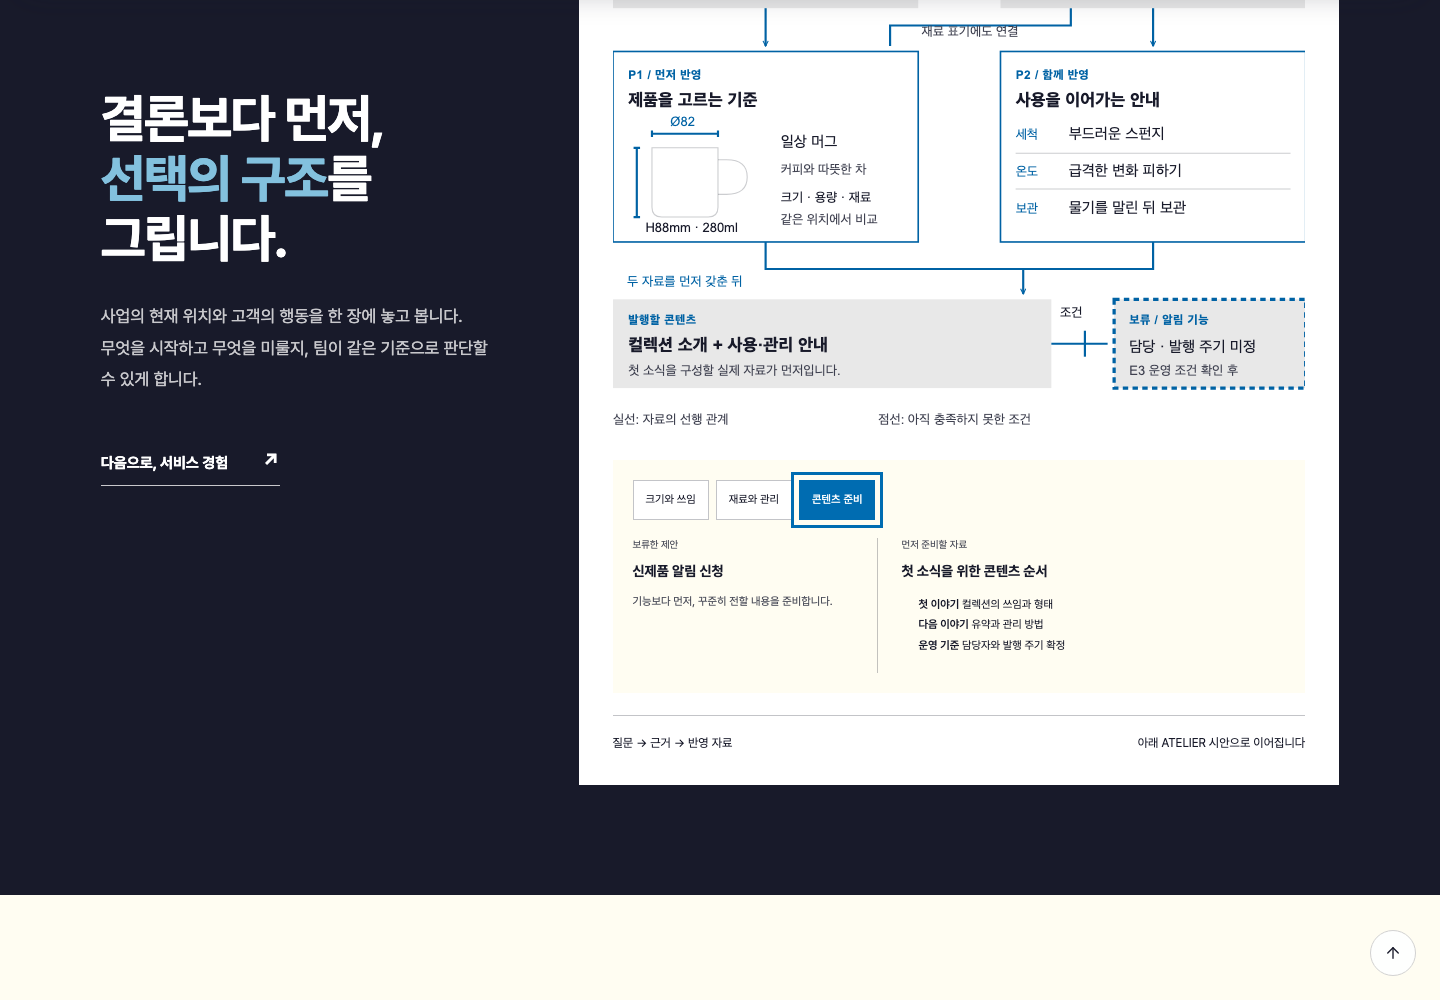 결론보다 먼저,
선택의 구조를
그립니다.
사업의 현재 위치와 고객의 행동을 한 장에 놓고 봅니다.
무엇을 시작하고 무엇을 미룰지, 팀이 같은 기준으로 판단할
수 있게 합니다.
다음으로, 서비스 경험
재료 표기에도 연결
P1 / 먼저 반영
제품을 고르는 기준
Ø82
H88mm · 280ml
일상 머그
커피와 따뜻한 차
크기 · 용량 · 재료
같은 위치에서 비교
P2 / 함께 반영
사용을 이어가는 안내
세척 부드러운 스펀지
온도 급격한 변화 피하기
보관 물기를 말린 뒤 보관
두 자료를 먼저 갖춘 뒤
발행할 콘텐츠
컬렉션 소개 + 사용·관리 안내
첫 소식을 구성할 실제 자료가 먼저입니다.
조건
보류 / 알림 기능
담당 · 발행 주기 미정
E3 운영 조건 확인 후
실선: 자료의 선행 관계
점선: 아직 충족하지 못한 조건
크기와 쓰임
재료와 관리
콘텐츠 준비
보류한 제안
신제품 알림 신청
기능보다 먼저, 꾸준히 전할 내용을 준비합니다.
먼저 준비할 자료
첫 소식을 위한 콘텐츠 순서
첫 이야기 컬렉션의 쓰임과 형태
다음 이야기 유약과 관리 방법
운영 기준 담당자와 발행 주기 확정
질문 → 근거 → 반영 자료
아래 ATELIER 시안으로 이어집니다